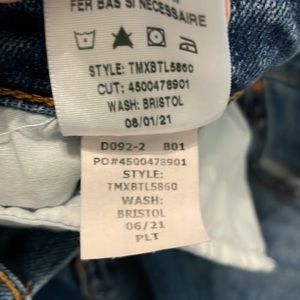 FER BAS SI NECESSAIRE
STYLE: TMXBTL5860
CUT: 4500478901
WASH: BRISTOL
08/01/21
D092-2 B01
PO#4500478901
STYLE:
TMXBTL5860
WASH:
BRISTOL
06/21
PLT